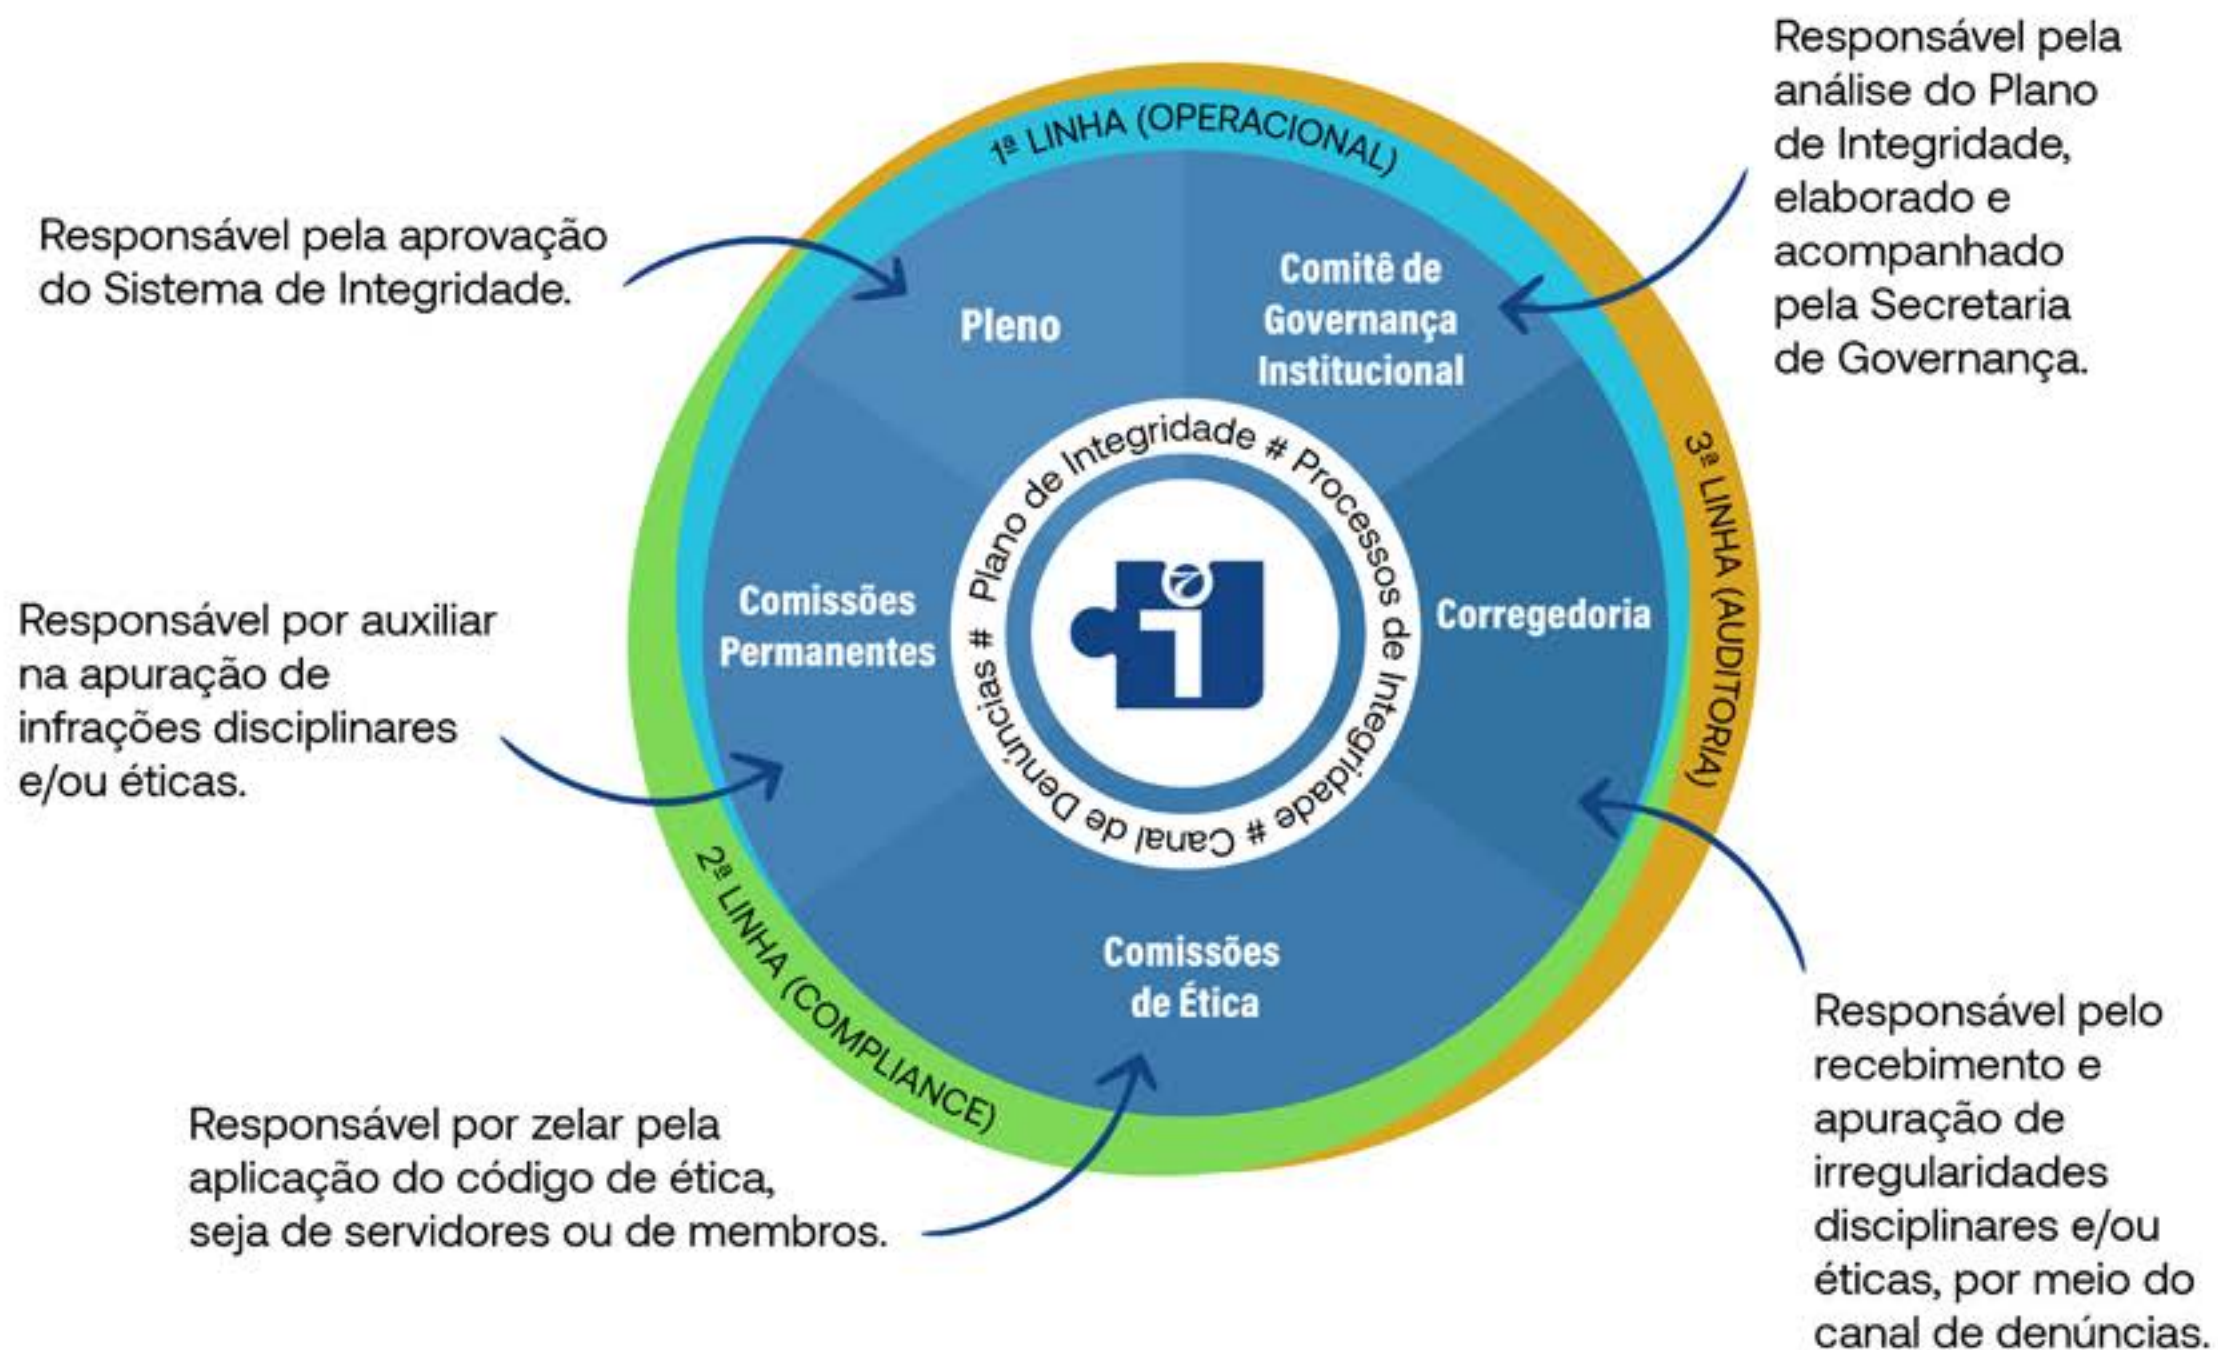 Responsável pela
análise do Plano
de Integridade,
elaborado e
acompanhado
pela Secretaria
de Governança.
1ª LINHA (OPERACIONAL)
Responsável pela aprovação
do Sistema de Integridade.
Pleno
Comitê de
Governança
Institucional
3ª LINHA (AUDITORIA)
Plano de Integridade # Processos de Integridade # Canal de Denúncias #
i
Responsável por auxiliar
na apuração de
infrações disciplinares
e/ou éticas.
Comissões
Permanentes
Corregedoria
2ª LINHA (COMPLIANCE)
Comissões
de Ética
Responsável por zelar pela
aplicação do código de ética,
seja de servidores ou de membros.
Responsável pelo
recebimento e
apuração de
irregularidades
disciplinares e/ou
éticas, por meio do
canal de denúncias.